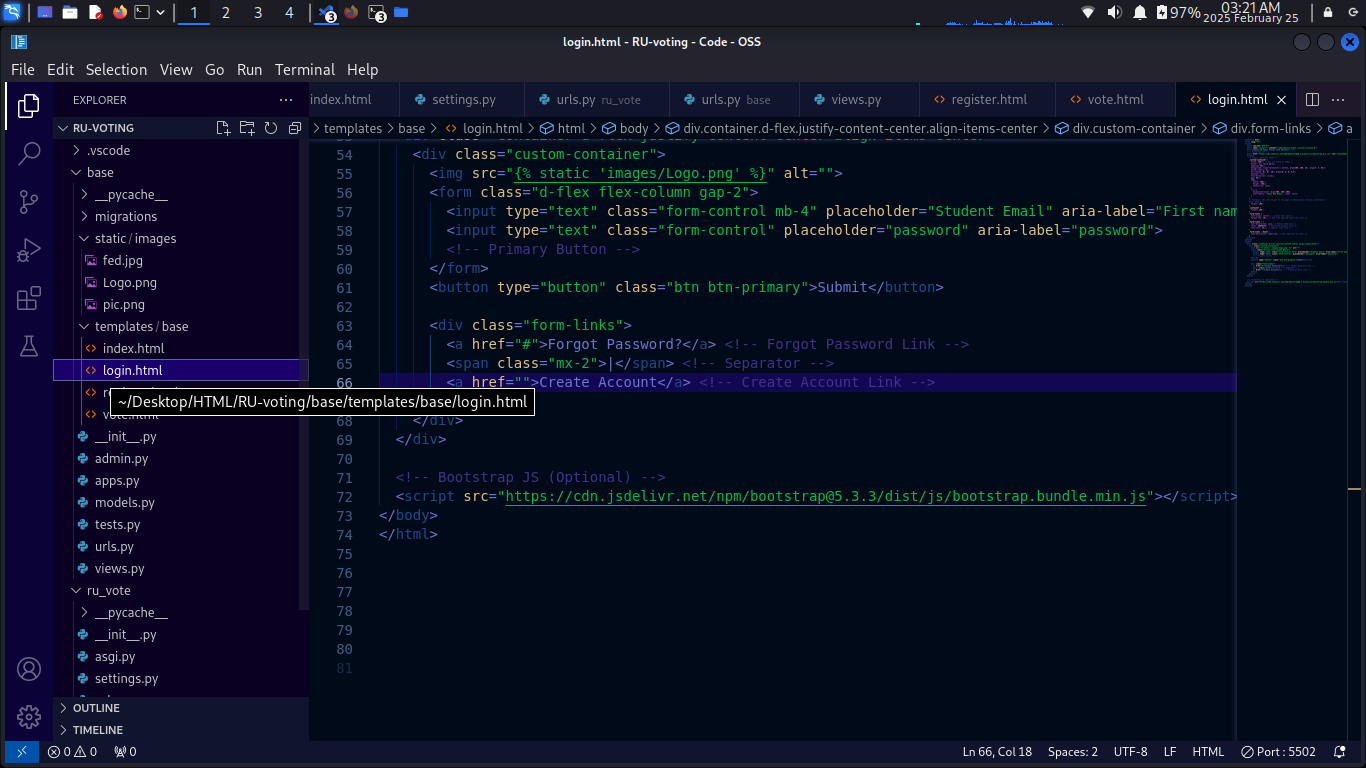 1 2 3 4 3 3 97% 03:21 AM
2025 February 25
login.html - RU-voting - Code - OSS
File Edit Selection View Go Run Terminal Help
EXPLORER ··· index.html settings.py urls.py ru_vote urls.py base views.py register.html vote.html login.html ···
RU-VOTING
> templates > base > login.html > html > body > div.container.d-flex.justify-content-center.align-items-center > div.custom-container > div.form-links > a
.vscode
base
__pycache__
migrations
static / images
fed.jpg
Logo.png
pic.png
templates / base
index.html
login.html
~/Desktop/HTML/RU-voting/base/templates/base/login.html
vote.html
__init__.py
admin.py
apps.py
models.py
tests.py
urls.py
views.py
ru_vote
__pycache__
__init__.py
asgi.py
settings.py
OUTLINE
TIMELINE
54 <div class="custom-container">
55 <img src="{% static 'images/Logo.png' %}" alt="">
56 <form class="d-flex flex-column gap-2">
57 <input type="text" class="form-control mb-4" placeholder="Student Email" aria-label="First nam
58 <input type="text" class="form-control" placeholder="password" aria-label="password">
59 <!-- Primary Button -->
60 </form>
61 <button type="button" class="btn btn-primary">Submit</button>
62
63 <div class="form-links">
64 <a href="#">Forgot Password?</a> <!-- Forgot Password Link -->
65 <span class="mx-2">|</span> <!-- Separator -->
66 <a href="">Create Account</a> <!-- Create Account Link -->
68 </div>
69 </div>
70
71 <!-- Bootstrap JS (Optional) -->
72 <script src="https://cdn.jsdelivr.net/npm/bootstrap@5.3.3/dist/js/bootstrap.bundle.min.js"></script>
73 </body>
74 </html>
75
76
77
78
79
80
81
0 0 0 Ln 66, Col 18 Spaces: 2 UTF-8 LF HTML Port : 5502